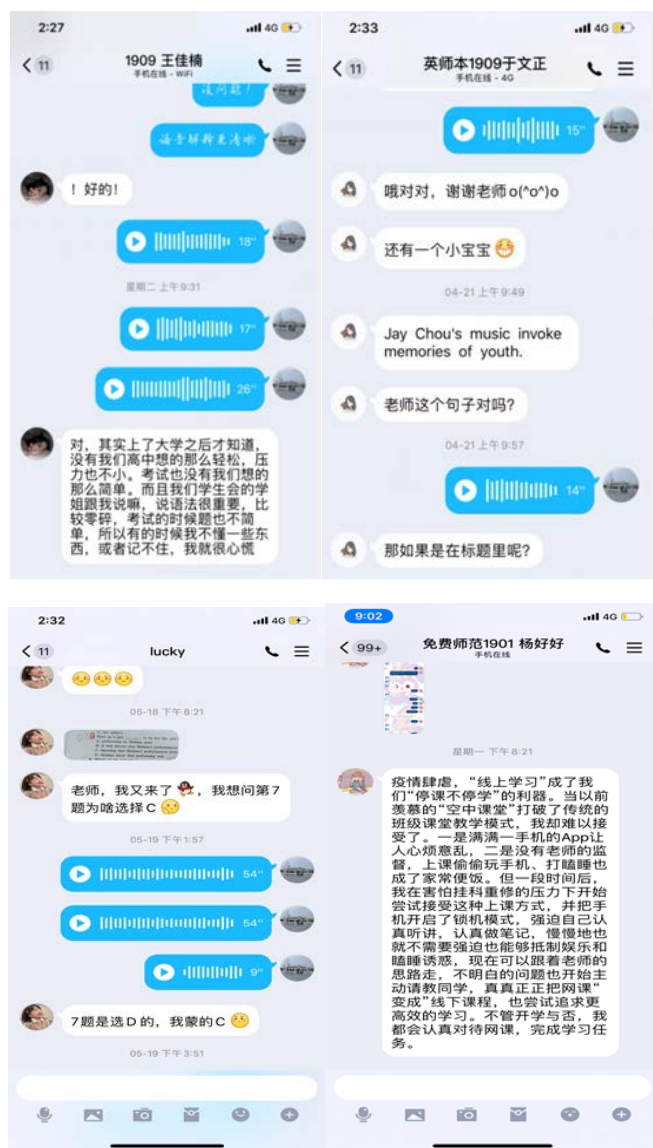 2:27
4G
11
1909 王佳楠
手机在线 - WiFi
没问题！
语音解释更清晰
！好的！
18"
星期二 上午9:31
17"
26"
对，其实上了大学之后才知道，
没有我们高中想的那么轻松，压
力也不小。考试也没有我们想的
那么简单。而且我们学生会的学
姐跟我说嘛，说语法很重要，比
较零碎，考试的时候题也不简
单，所以有的时候我不懂一些东
西，或者记不住，我就很心慌
2:33
4G
11
英师本1909于文正
手机在线 - 4G
15"
哦对对，谢谢老师o(^o^)o
还有一个小宝宝
04-21 上午9:49
Jay Chou's music invoke
memories of youth.
老师这个句子对吗?
04-21 上午9:57
14"
那如果是在标题里呢?
2:32
4G
11
lucky
05-18 下午8:21
老师，我又来了，我想问第7
题为啥选择C
05-19 下午1:57
54"
54"
9"
7题是选D的，我蒙的C
05-19 下午3:51
9:02
4G
99+
免费师范1901 杨好好
手机在线
星期一 下午8:21
疫情肆虐，“线上学习”成了我
们“停课不停学”的利器。当以前
羡慕的“空中课堂”打破了传统的
班级课堂教学模式，我却难以接
受了。一是满满一手机的App让
人心烦意乱，二是没有老师的监
督，上课偷偷玩手机、打瞌睡也
成了家常便饭。但一段时间后，
我在害怕挂科重修的压力下开始
尝试接受这种上课方式，并把手
机开启了锁机模式，强迫自己认
真听讲，认真做笔记，慢慢地也
就不需要强迫也能够抵制娱乐和
瞌睡诱惑，现在可以跟着老师的
思路走，不明白的问题也开始主
动请教同学，真真正正把网课“
变成”线下课程，也尝试追求更
高效的学习。不管开学与否，我
都会认真对待网课，完成学习任
务。